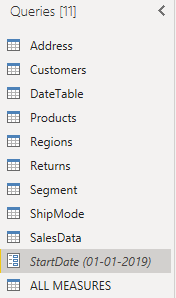 Queries [11]
Address
Customers
DateTable
Products
Regions
Returns
Segment
ShipMode
SalesData
StartDate (01-01-2019)
ALL MEASURES